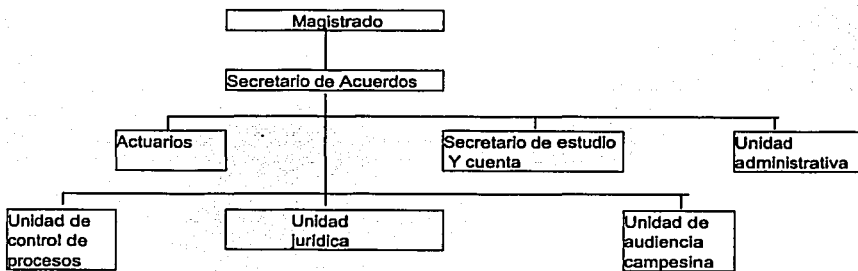 Magistrado
Secretario de Acuerdos
Actuarios
Secretario de estudio
Y cuenta
Unidad
administrativa
Unidad de
control de
procesos
Unidad
jurídica
Unidad de
audiencia
campesina